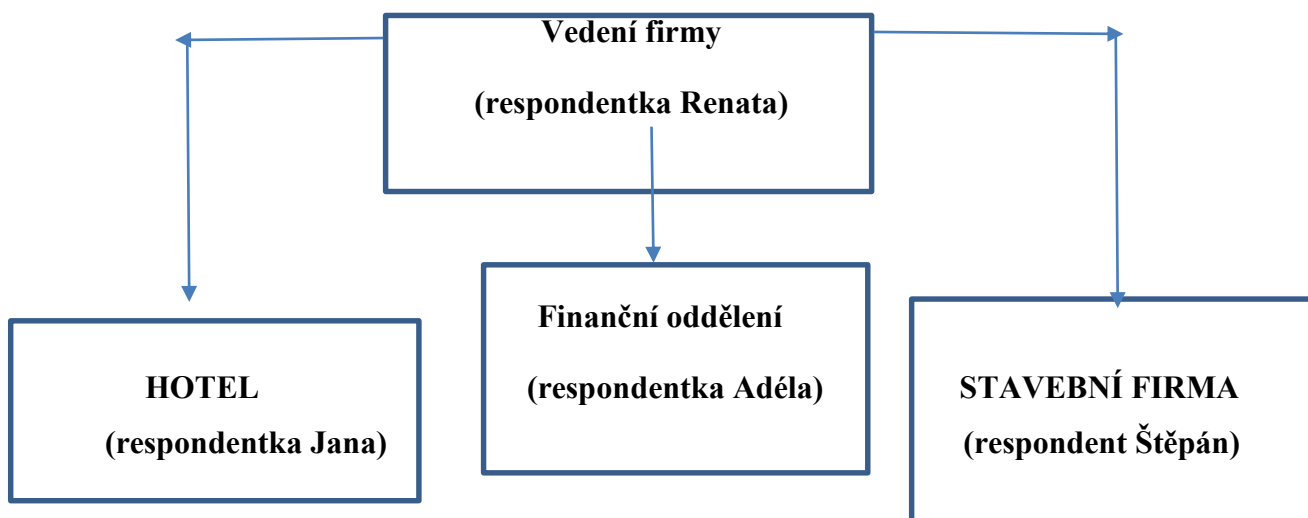 Vedení firmy
(respondentka Renata)
HOTEL
(respondentka Jana)
Finanční oddělení
(respondentka Adéla)
STAVEBNÍ FIRMA
(respondent Štěpán)